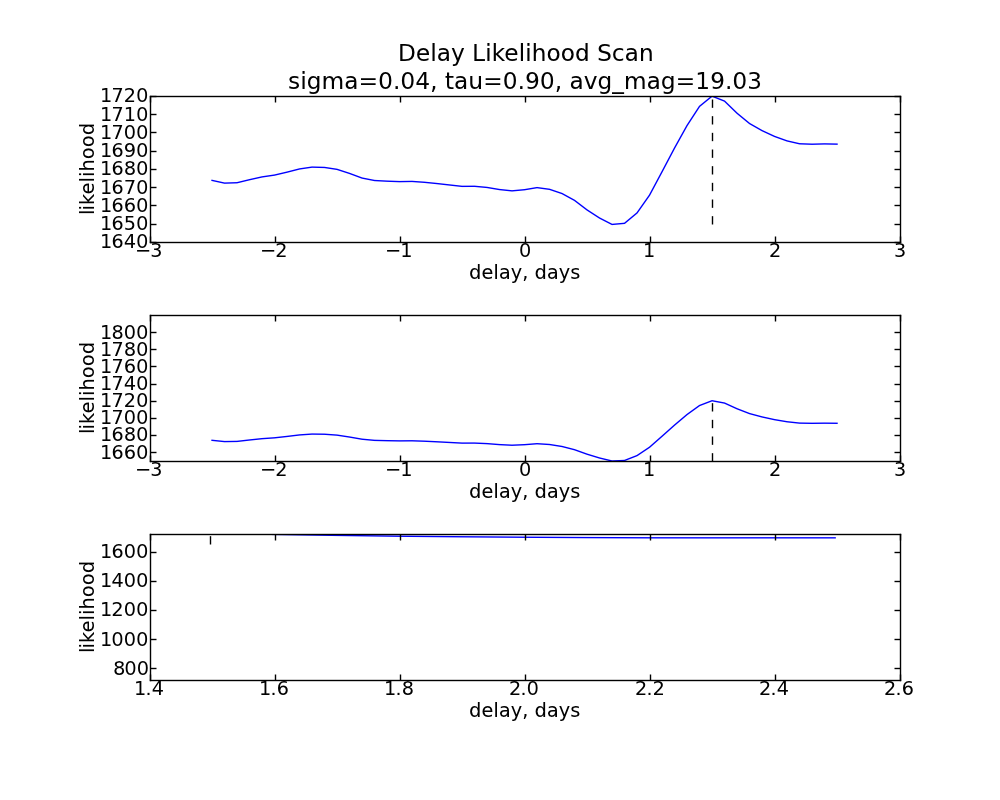 Delay Likelihood Scan
sigma=0.04, tau=0.90, avg_mag=19.03
likelihood
1720
1710
1700
1690
1680
1670
1660
1650
1640
−3 −2 −1 0 1 2 3
delay, days
likelihood
1800
1780
1760
1740
1720
1700
1680
1660
−3 −2 −1 0 1 2 3
delay, days
likelihood
1600
1400
1200
1000
800
1.4 1.6 1.8 2.0 2.2 2.4 2.6
delay, days